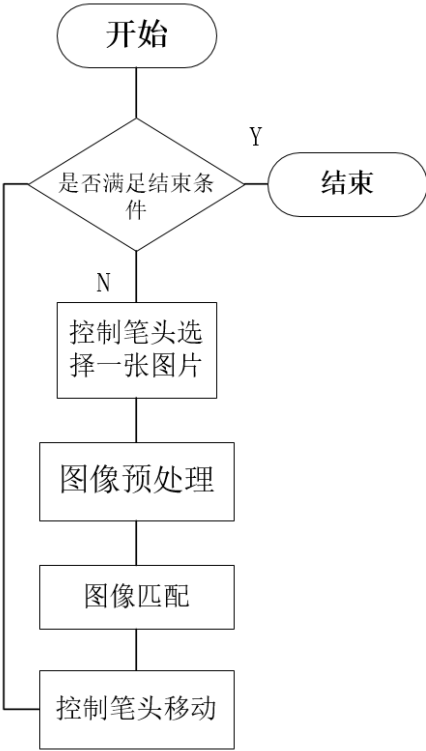 开始
Y
是否满足结束条
件
结束
N
控制笔头选
择一张图片
图像预处理
图像匹配
控制笔头移动